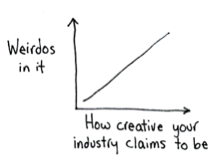 Weirdos
in it
How creative your
industry claims to be